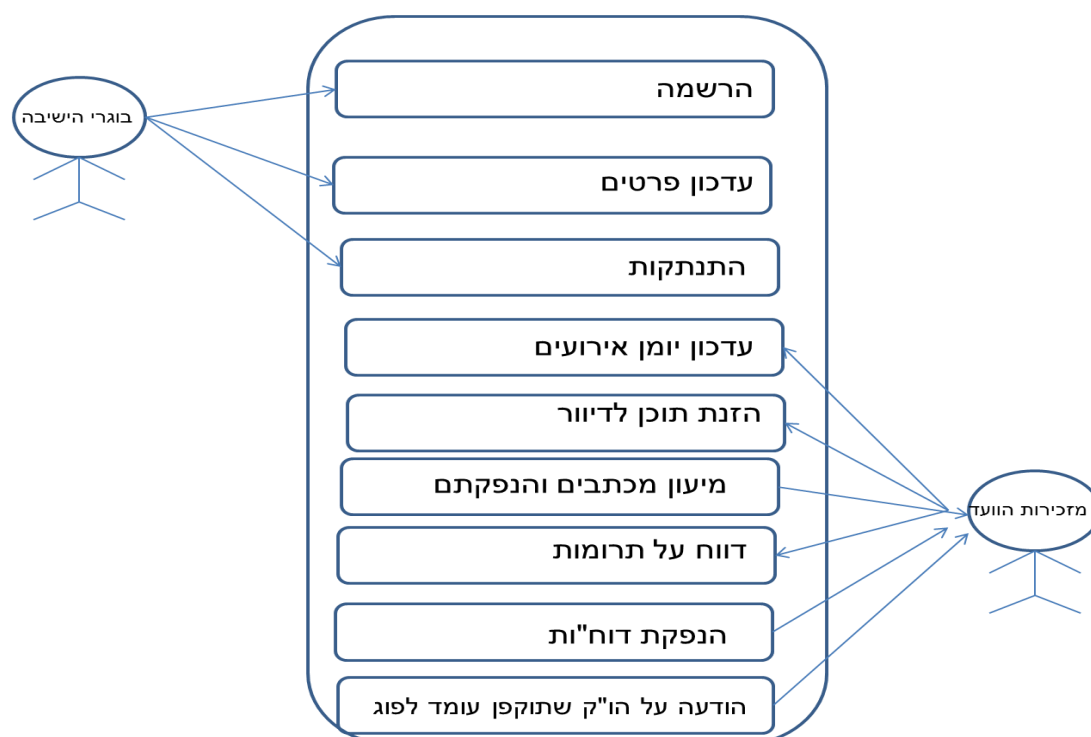 הרשמה
בוגרי הישיבה
עדכון פרטים
התנתקות
עדכון יומן אירועים
הזנת תוכן לדיוור
מיעון מכתבים והנפקתם
מזכירות הוועד
דווח על תרומות
הנפקת דוח"ות
הודעה על הו"ק שתוקפן עומד לפוג